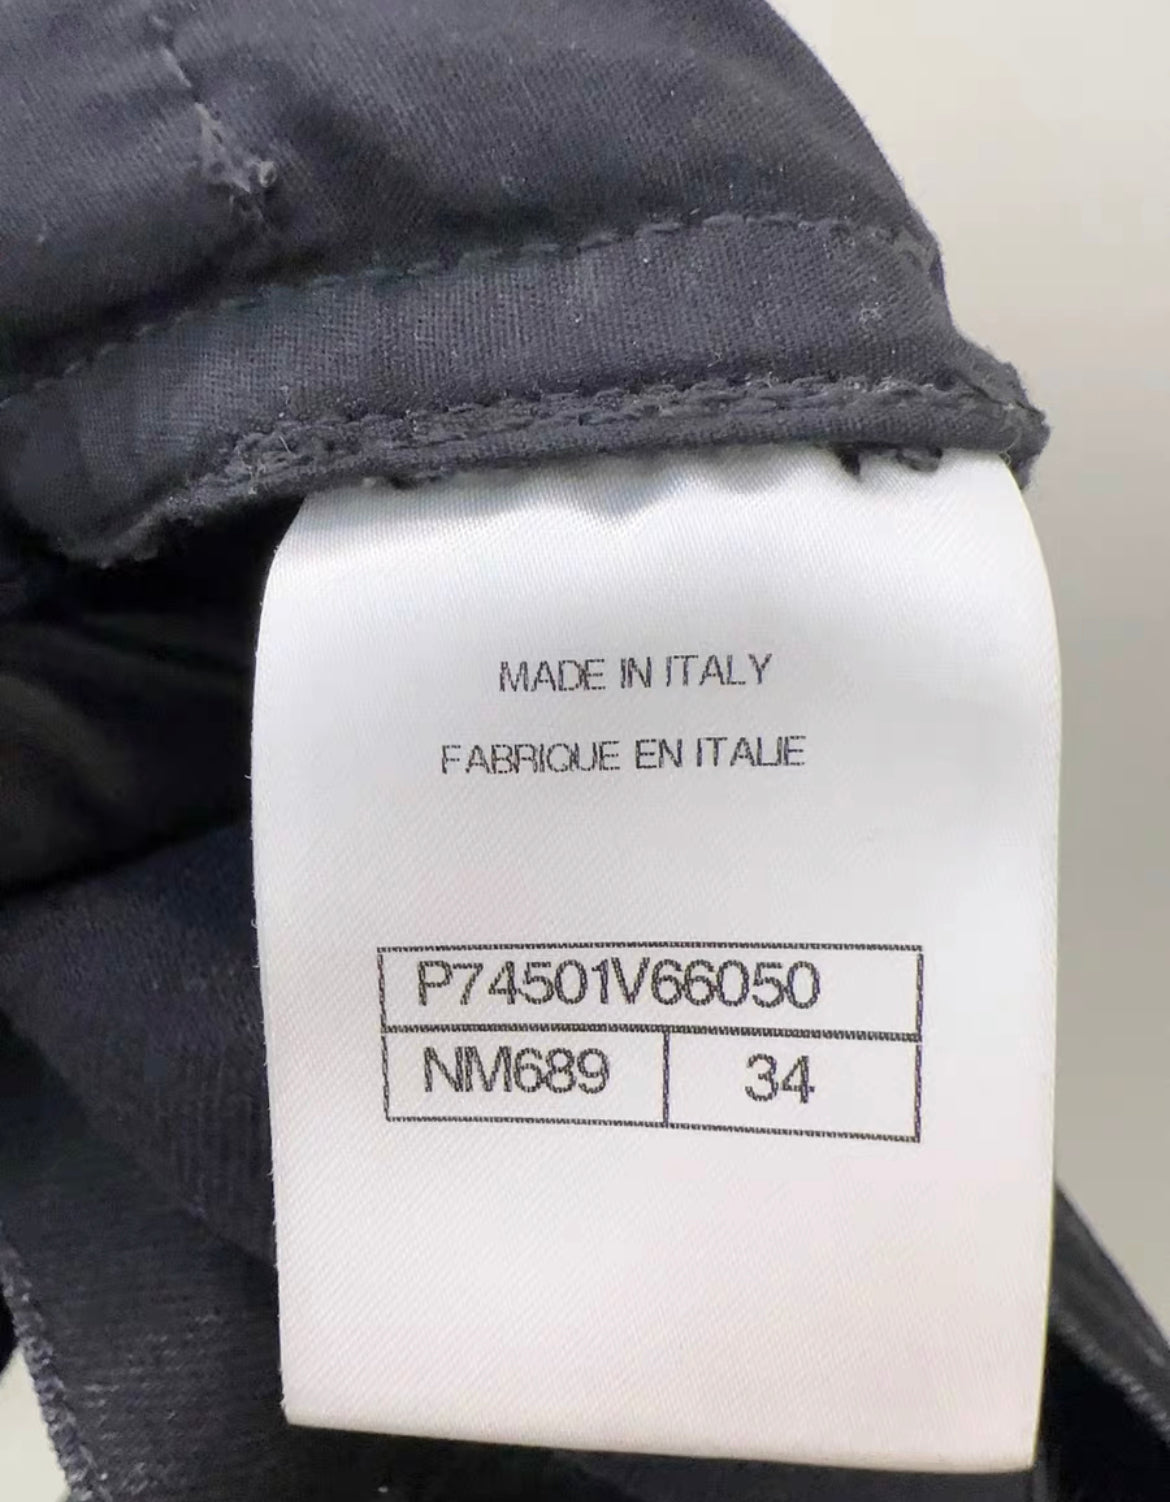 MADE IN ITALY
FABRIQUE EN ITALIE
P74501V66050
NM689 34